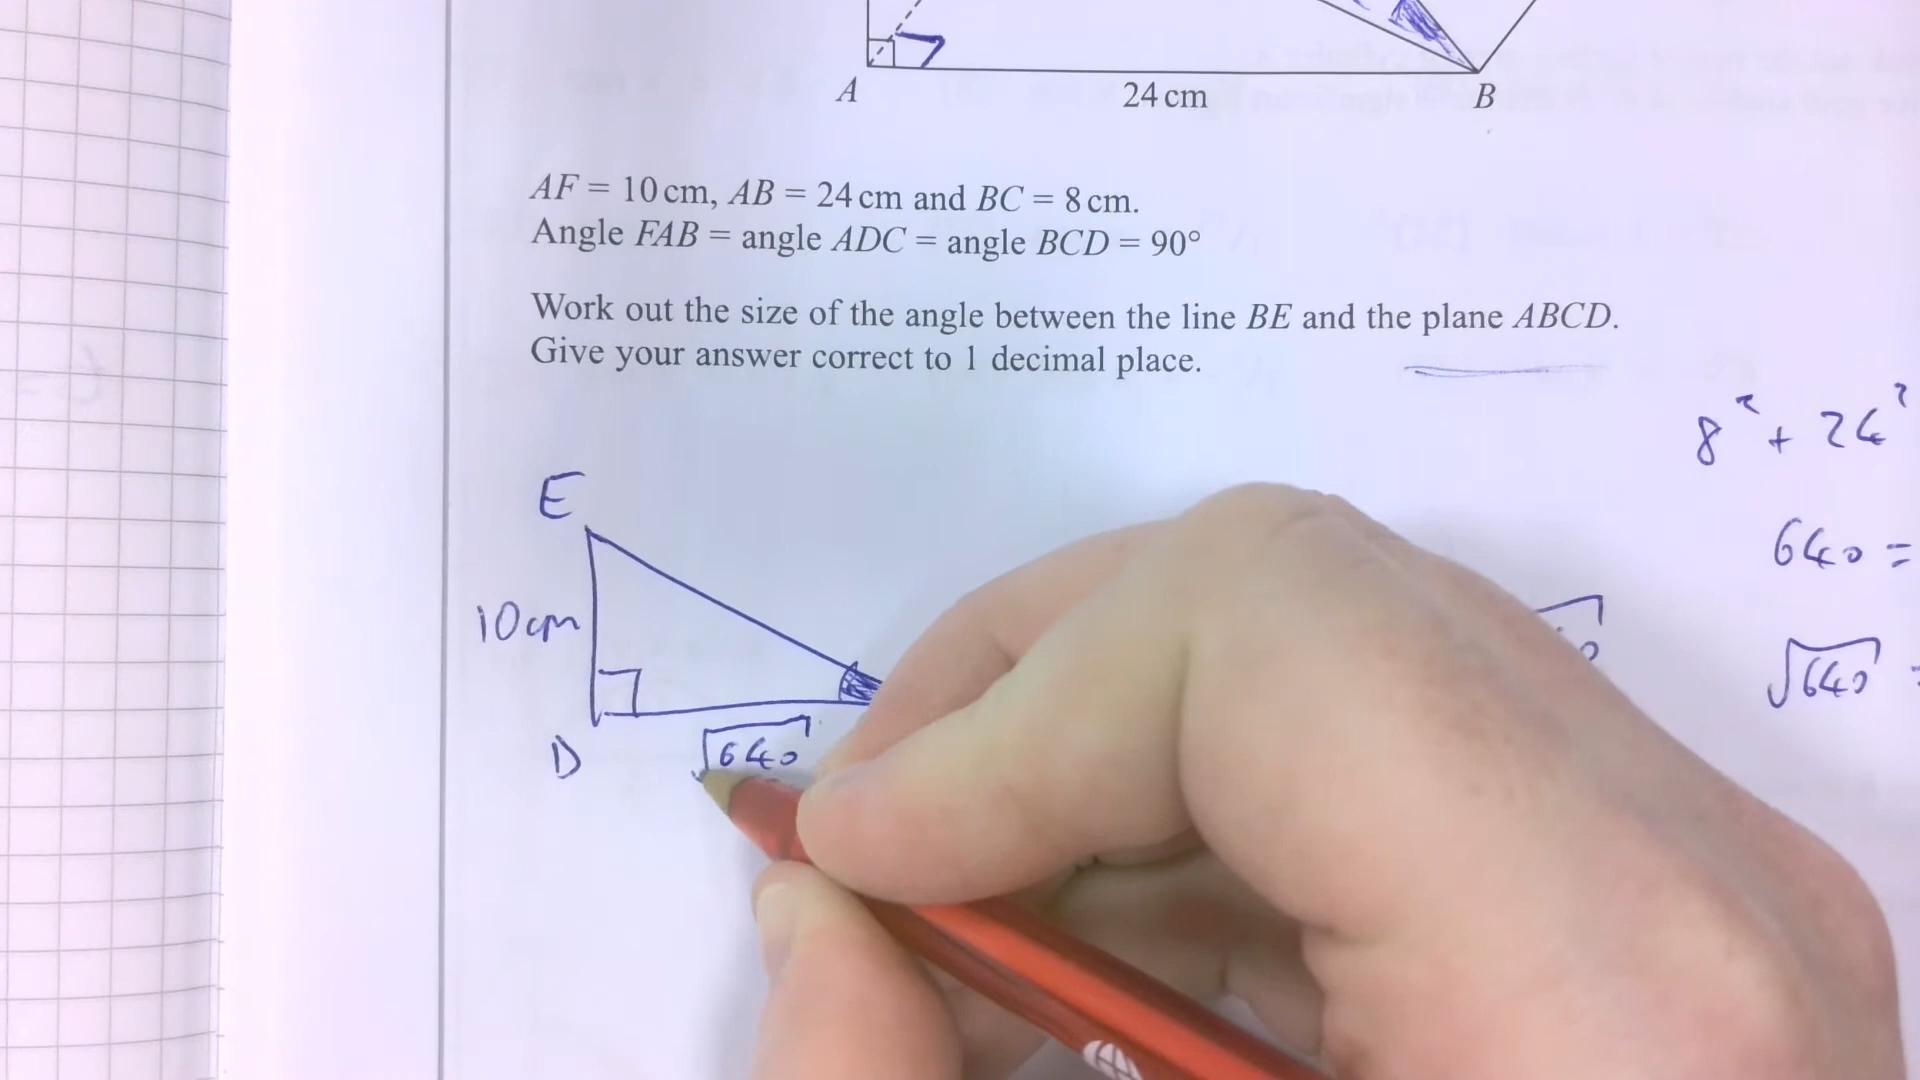 A 24 cm B
AF = 10 cm, AB = 24 cm and BC = 8 cm.
Angle FAB = angle ADC = angle BCD = 90°
Work out the size of the angle between the line BE and the plane ABCD.
Give your answer correct to 1 decimal place.
8² + 24²
640 =
√640
E
10cm
D
√640